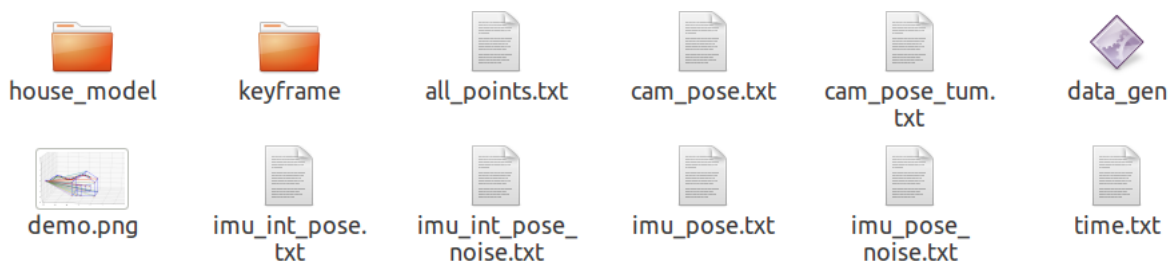 house_model
keyframe
all_points.txt
cam_pose.txt
cam_pose_tum.
txt
data_gen
demo.png
imu_int_pose.
txt
imu_int_pose_
noise.txt
imu_pose.txt
imu_pose_
noise.txt
time.txt